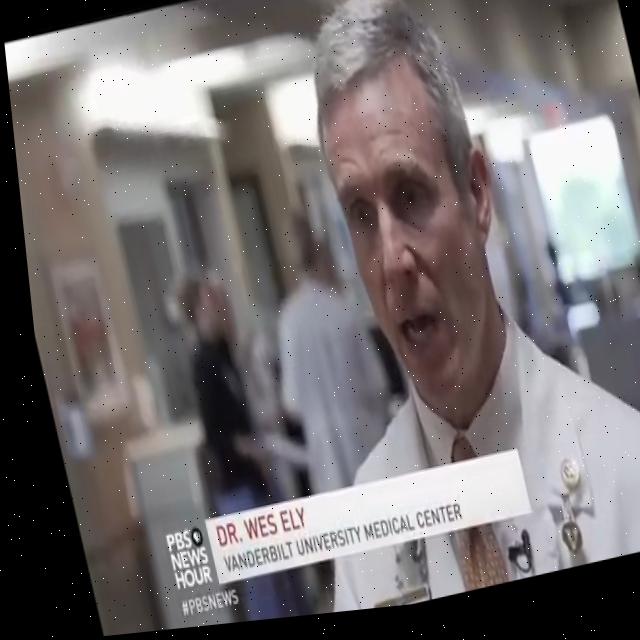 DR. WES ELY
VANDERBILT UNIVERSITY MEDICAL CENTER
PBS
NEWS
HOUR
#PBSNEWS